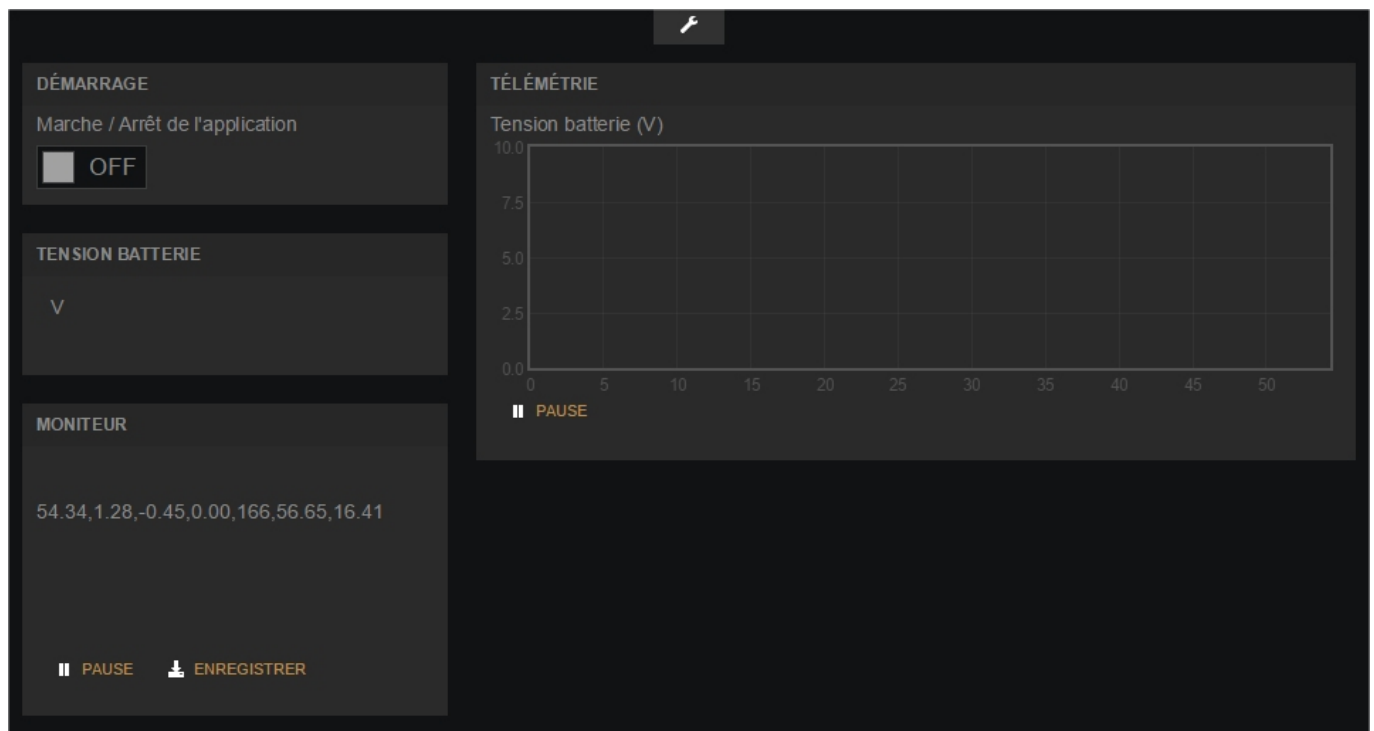 DÉMARRAGE
Marche / Arrêt de l'application
OFF
TENSION BATTERIE
V
MONITEUR
54.34,1.28,-0.45,0.00,166,56.65,16.41
PAUSE ENREGISTRER
TÉLÉMÉTRIE
Tension batterie (V)
10.0
7.5
5.0
2.5
0.0
0 5 10 15 20 25 30 35 40 45 50
PAUSE